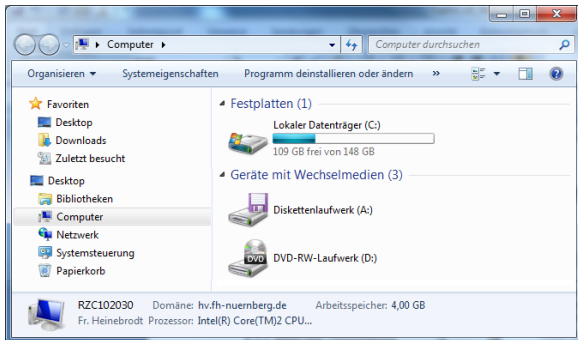 Computer
Computer durchsuchen
Organisieren Systemeigenschaften Programm deinstallieren oder ändern »
Favoriten
Desktop
Downloads
Zuletzt besucht
Desktop
Bibliotheken
Computer
Netzwerk
Systemsteuerung
Papierkorb
Festplatten (1)
Lokaler Datenträger (C:)
109 GB frei von 148 GB
Geräte mit Wechselmedien (3)
Diskettenlaufwerk (A:)
DVD
DVD-RW-Laufwerk (D:)
RZC102030 Domäne: hv.fh-nuernberg.de Arbeitsspeicher: 4,00 GB
Fr. Heinebrodt Prozessor: Intel(R) Core(TM)2 CPU...